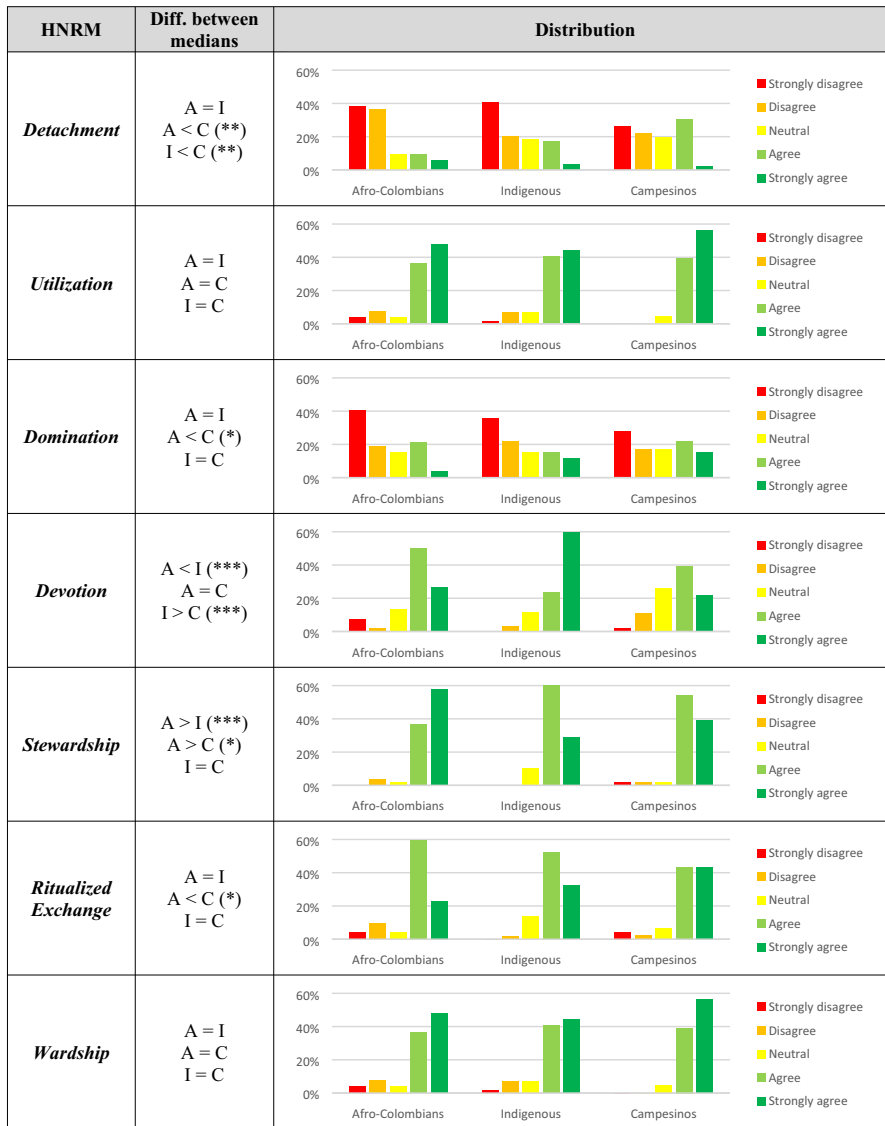 HNRM
Diff. between
medians
Distribution
Detachment
A = I
A < C (**)
I < C (**)
60%
40%
20%
0%
Afro-Colombians
Indigenous
Campesinos
Strongly disagree
Disagree
Neutral
Agree
Strongly agree
Utilization
A = I
A = C
I = C
60%
40%
20%
0%
Afro-Colombians
Indigenous
Campesinos
Strongly disagree
Disagree
Neutral
Agree
Strongly agree
Domination
A = I
A < C (*)
I = C
60%
40%
20%
0%
Afro-Colombians
Indigenous
Campesinos
Strongly disagree
Disagree
Neutral
Agree
Strongly agree
Devotion
A < I (***)
A = C
I > C (***)
60%
40%
20%
0%
Afro-Colombians
Indigenous
Campesinos
Strongly disagree
Disagree
Neutral
Agree
Strongly agree
Stewardship
A > I (***)
A > C (*)
I = C
60%
40%
20%
0%
Afro-Colombians
Indigenous
Campesinos
Strongly disagree
Disagree
Neutral
Agree
Strongly agree
Ritualized
Exchange
A = I
A < C (*)
I = C
60%
40%
20%
0%
Afro-Colombians
Indigenous
Campesinos
Strongly disagree
Disagree
Neutral
Agree
Strongly agree
Wardship
A = I
A = C
I = C
60%
40%
20%
0%
Afro-Colombians
Indigenous
Campesinos
Strongly disagree
Disagree
Neutral
Agree
Strongly agree